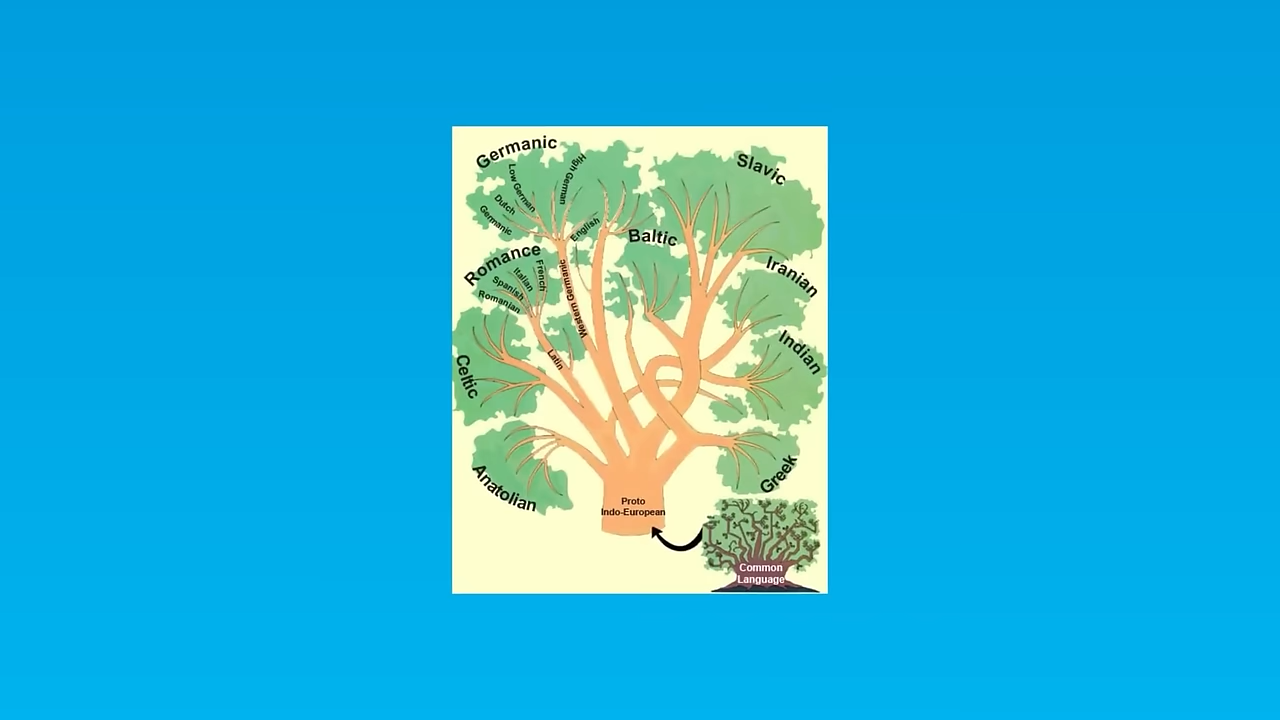 Germanic
Slavic
High German
Low German
Dutch
Germanic
English
Baltic
Romance
French
Italian
Spanish
Romanian
Western Germanic
Iranian
Latin
Indian
Celtic
Anatolian
Greek
Proto
Indo-European
Common
Language